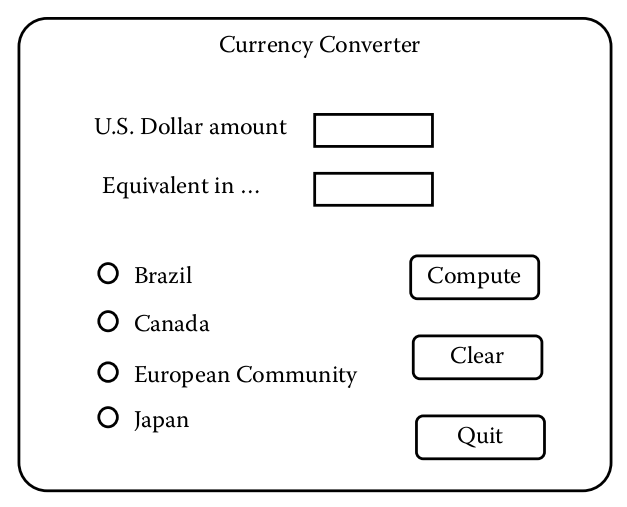 Currency Converter
U.S. Dollar amount
Equivalent in …
Brazil
Compute
Canada
Clear
European Community
Japan
Quit